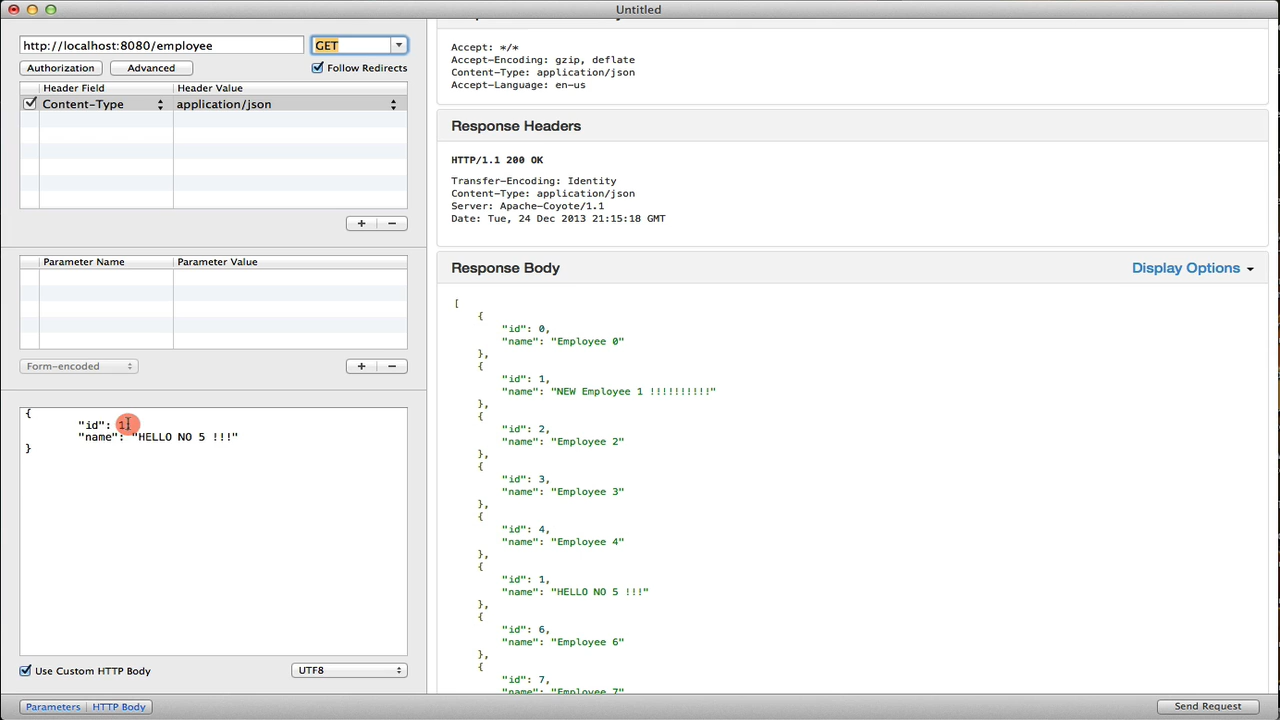 Untitled
http://localhost:8080/employee
GET
Authorization
Advanced
Follow Redirects
Header Field
Header Value
Content-Type
application/json
Parameter Name
Parameter Value
Form-encoded
{
"id": 1,
"name": "HELLO NO 5 !!!"
}
Use Custom HTTP Body
UTF8
Parameters
HTTP Body
Accept: */*
Accept-Encoding: gzip, deflate
Content-Type: application/json
Accept-Language: en-us
Response Headers
HTTP/1.1 200 OK
Transfer-Encoding: Identity
Content-Type: application/json
Server: Apache-Coyote/1.1
Date: Tue, 24 Dec 2013 21:15:18 GMT
Response Body
Display Options
[
{
"id": 0,
"name": "Employee 0"
},
{
"id": 1,
"name": "NEW Employee 1 !!!!!!!!!!"
},
{
"id": 2,
"name": "Employee 2"
},
{
"id": 3,
"name": "Employee 3"
},
{
"id": 4,
"name": "Employee 4"
},
{
"id": 1,
"name": "HELLO NO 5 !!!"
},
{
"id": 6,
"name": "Employee 6"
},
{
"id": 7,
"name": "Employee 7"
Send Request